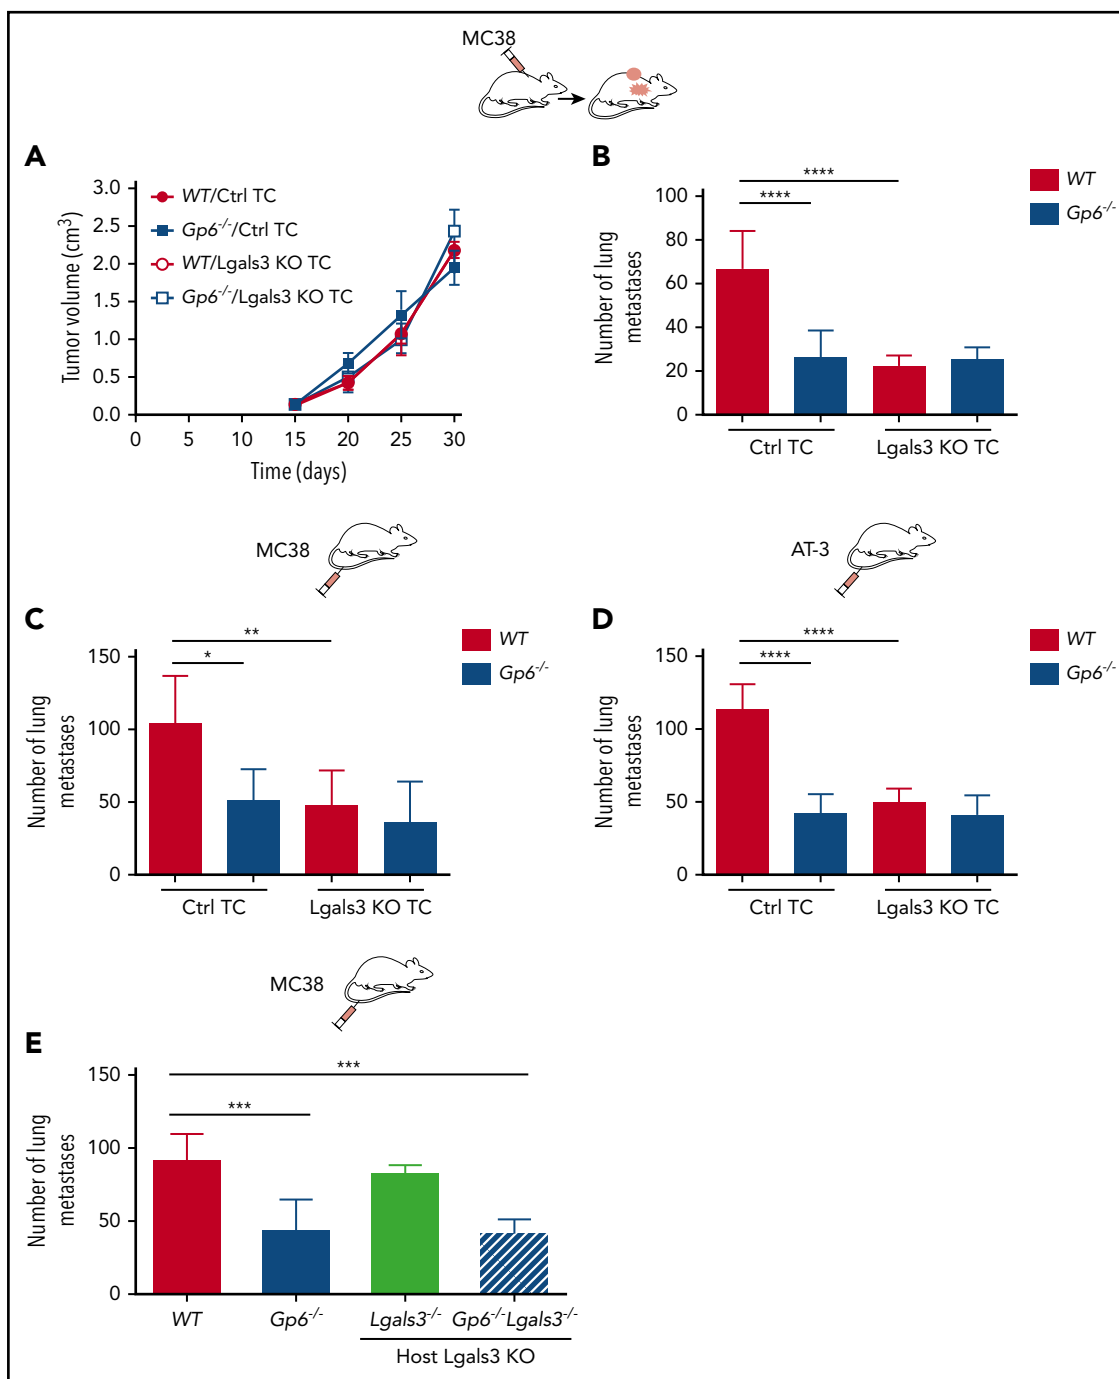 MC38
A
3.0
2.5
2.0
1.5
1.0
0.5
0.0
Tumor volume (cm³)
WT/Ctrl TC
Gp6⁻/⁻/Ctrl TC
WT/Lgals3 KO TC
Gp6⁻/⁻/Lgals3 KO TC
0 5 10 15 20 25 30
Time (days)
B
100
80
60
40
20
0
Number of lung
metastases
****
****
WT
Gp6⁻/⁻
Ctrl TC Lgals3 KO TC
MC38
C
150
100
50
0
Number of lung
metastases
**
*
WT
Gp6⁻/⁻
Ctrl TC Lgals3 KO TC
AT-3
D
150
100
50
0
Number of lung
metastases
****
****
WT
Gp6⁻/⁻
Ctrl TC Lgals3 KO TC
MC38
E
150
100
50
0
Number of lung
metastases
***
***
WT Gp6⁻/⁻ Lgals3⁻/⁻ Gp6⁻/⁻Lgals3⁻/⁻
Host Lgals3 KO